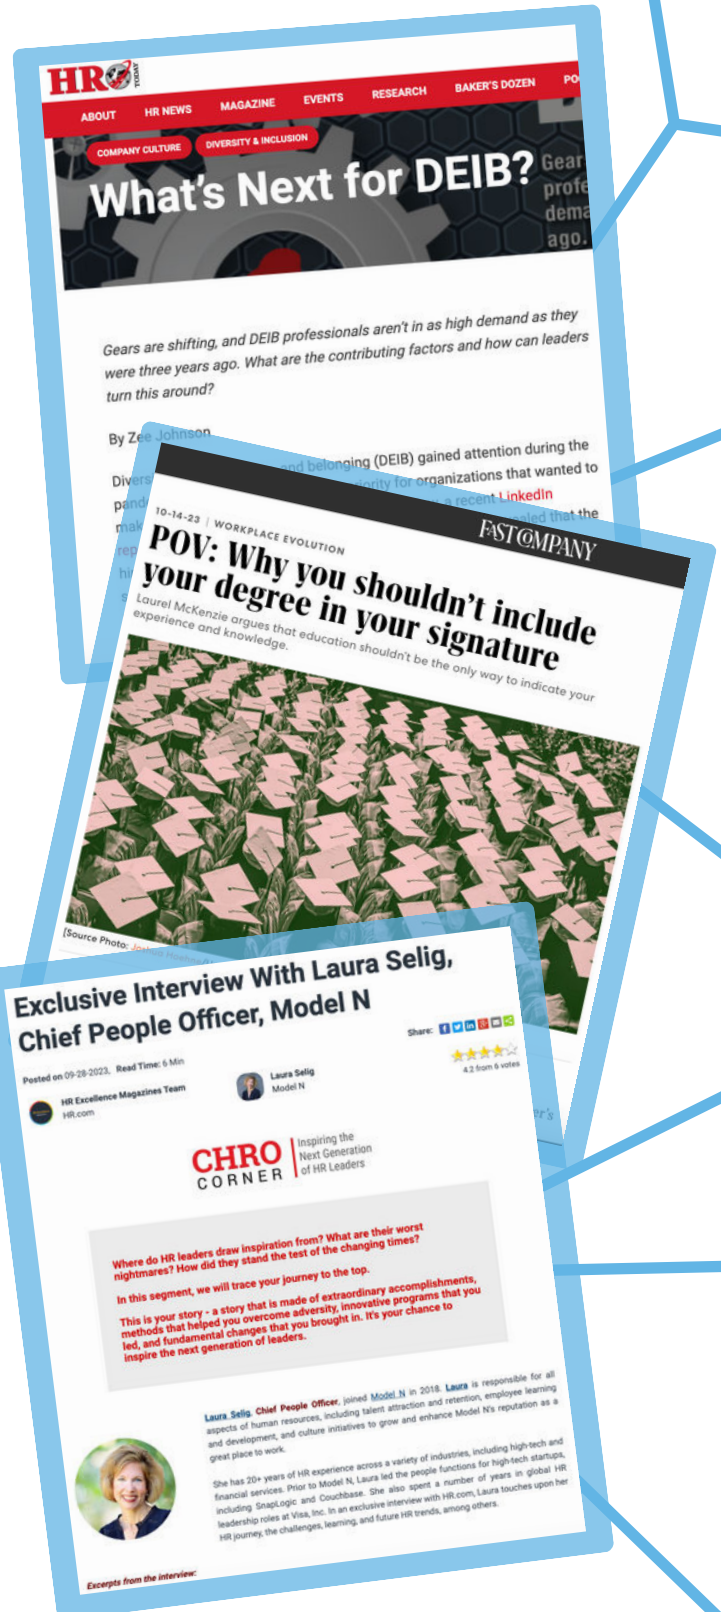 HRO TODAY
ABOUT HR NEWS MAGAZINE EVENTS RESEARCH BAKER'S DOZEN PO
COMPANY CULTURE DIVERSITY & INCLUSION
What's Next for DEIB?
Gear
profe
dema
ago.
Gears are shifting, and DEIB professionals aren't in as high demand as they
were three years ago. What are the contributing factors and how can leaders
turn this around?
By Zee Johnson
and belonging (DEIB) gained attention during the
for organizations that wanted to
a recent LinkedIn
that the
FAST COMPANY
10-14-23 | WORKPLACE EVOLUTION
POV: Why you shouldn't include
your degree in your signature
Laurel McKenzie argues that education shouldn't be the only way to indicate your
experience and knowledge.
[Source Photo:
er's
Exclusive Interview With Laura Selig,
Chief People Officer, Model N
Share:
Posted on 09-28-2023, Read Time: 6 Min
4.2 from 6 votes
HR Excellence Magazines Team
HR.com
Laura Selig
Model N
CHRO
CORNER
Inspiring the
Next Generation
of HR Leaders
Where do HR leaders draw inspiration from? What are their worst
nightmares? How did they stand the test of the changing times?
In this segment, we will trace your journey to the top.
This is your story - a story that is made of extraordinary accomplishments,
methods that helped you overcome adversity, innovative programs that you
led, and fundamental changes that you brought in. It's your chance to
inspire the next generation of leaders.
Laura Selig, Chief People Officer, joined Model N in 2018. Laura is responsible for all
aspects of human resources, including talent attraction and retention, employee learning
and development, and culture initiatives to grow and enhance Model N's reputation as a
great place to work.
She has 20+ years of HR experience across a variety of industries, including high-tech and
financial services. Prior to Model N, Laura led the people functions for high-tech startups,
including SnapLogic and Couchbase. She also spent a number of years in global HR
leadership roles at Visa, Inc. In an exclusive interview with HR.com, Laura touches upon her
HR journey, the challenges, learning, and future HR trends, among others.
Excerpts from the interview: